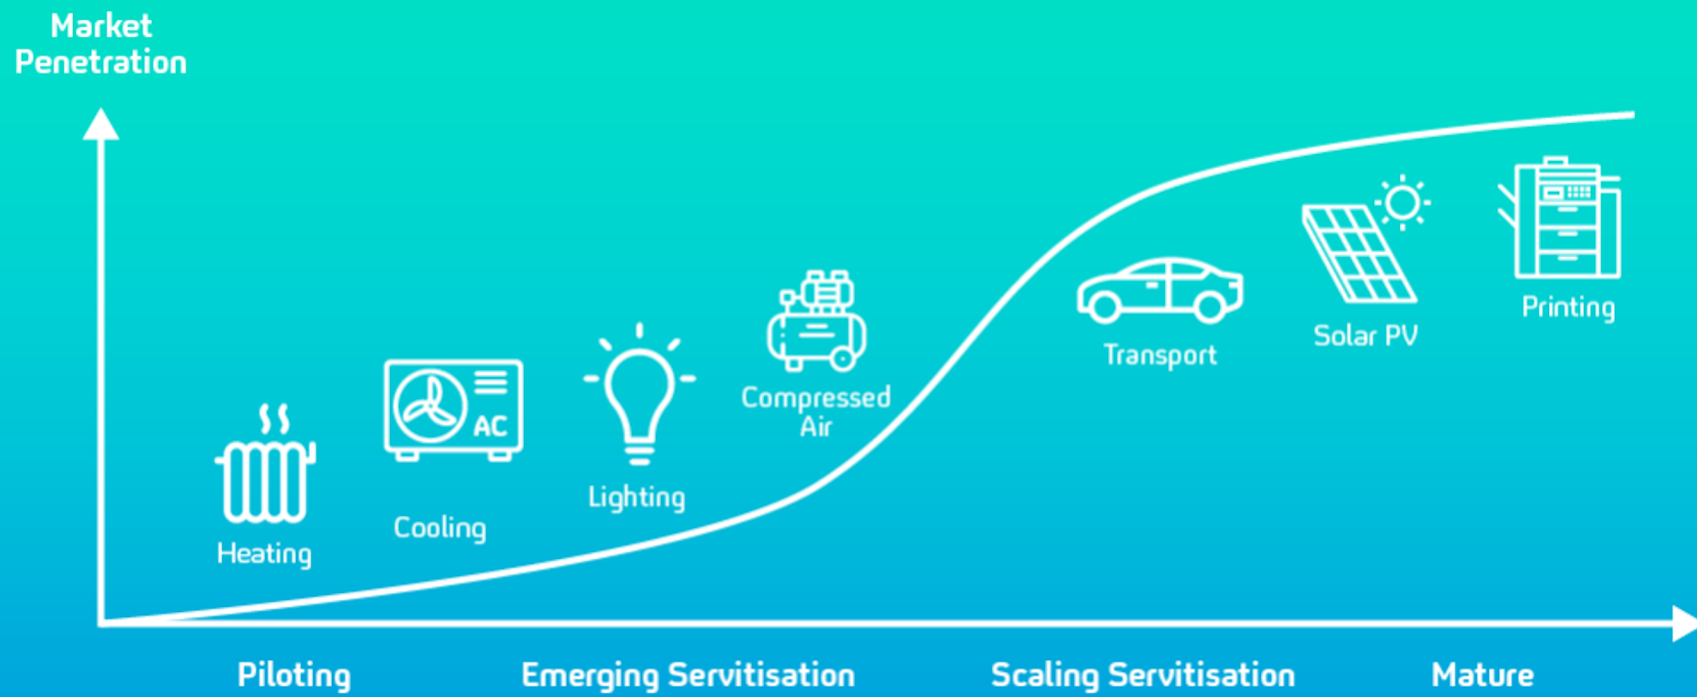 Market
Penetration
AC
Heating
Cooling
Lighting
Compressed
Air
Transport
Solar PV
Printing
Piloting
Emerging Servitisation
Scaling Servitisation
Mature